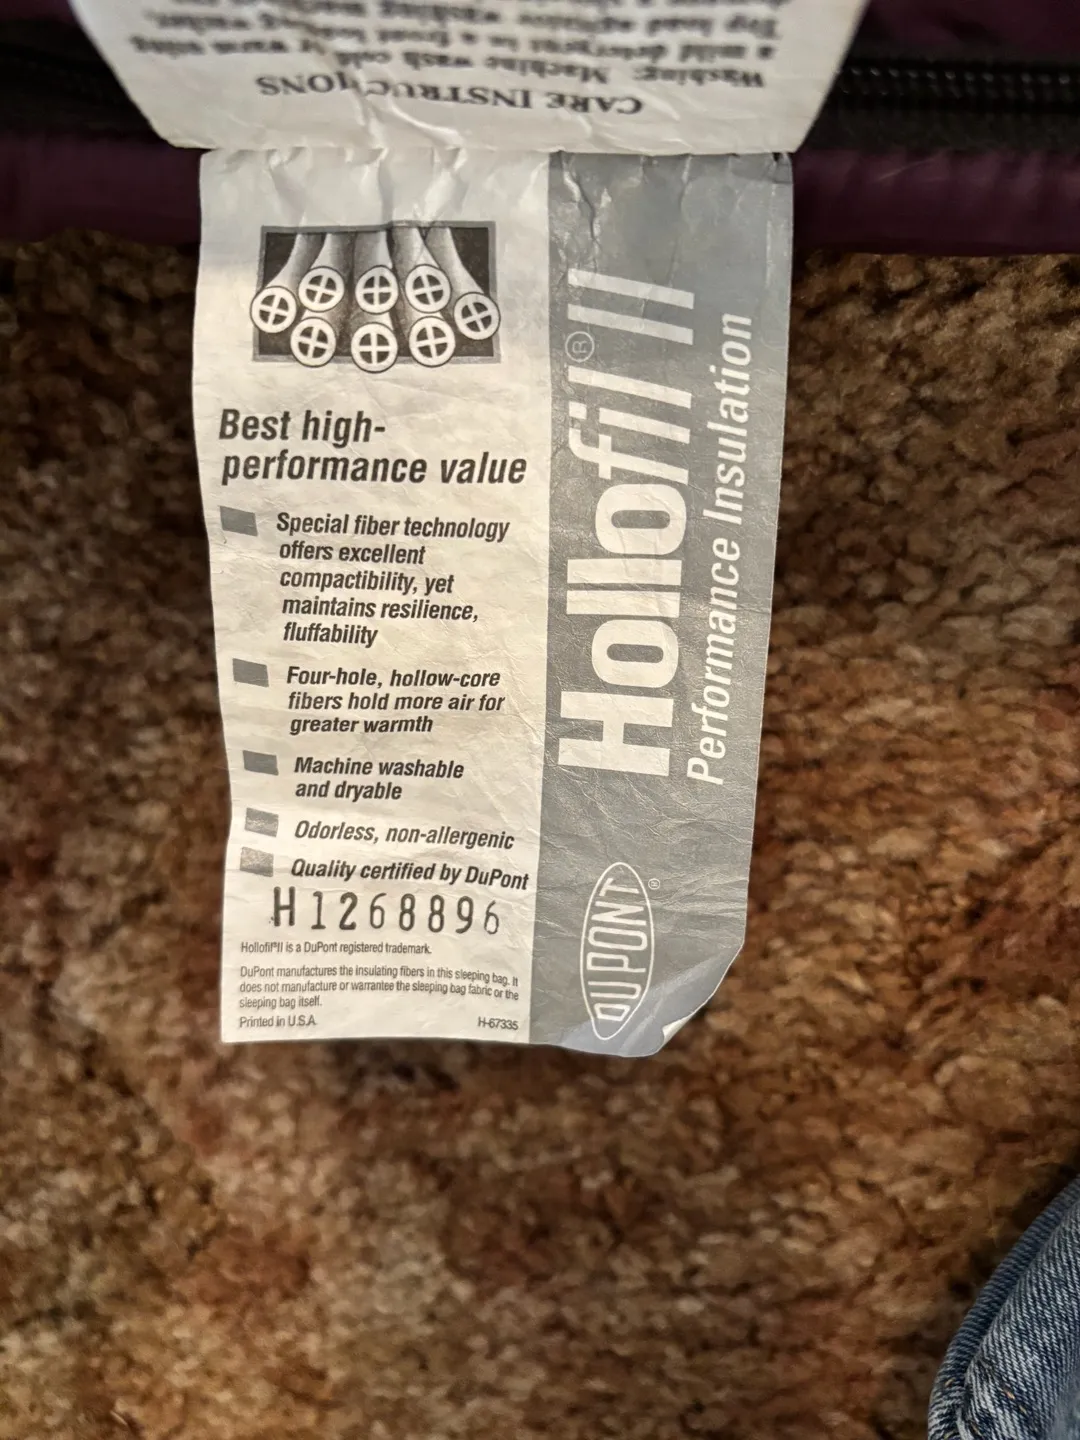 CARE INSTRUCTIONS
Washing: Machine wash cold or warm using
a mild detergent in a front
Best high-
performance value
Special fiber technology
offers excellent
compactibility, yet
maintains resilience,
fluffability
Four-hole, hollow-core
fibers hold more air for
greater warmth
Machine washable
and dryable
Odorless, non-allergenic
Quality certified by DuPont
H1268896
Hollofil®II is a DuPont registered trademark.
DuPont manufactures the insulating fibers in this sleeping bag. It
does not manufacture or warrantee the sleeping bag fabric or the
sleeping bag itself.
Printed in U.S.A.
H-67335
Hollofil® II
Performance Insulation
DUPONT®